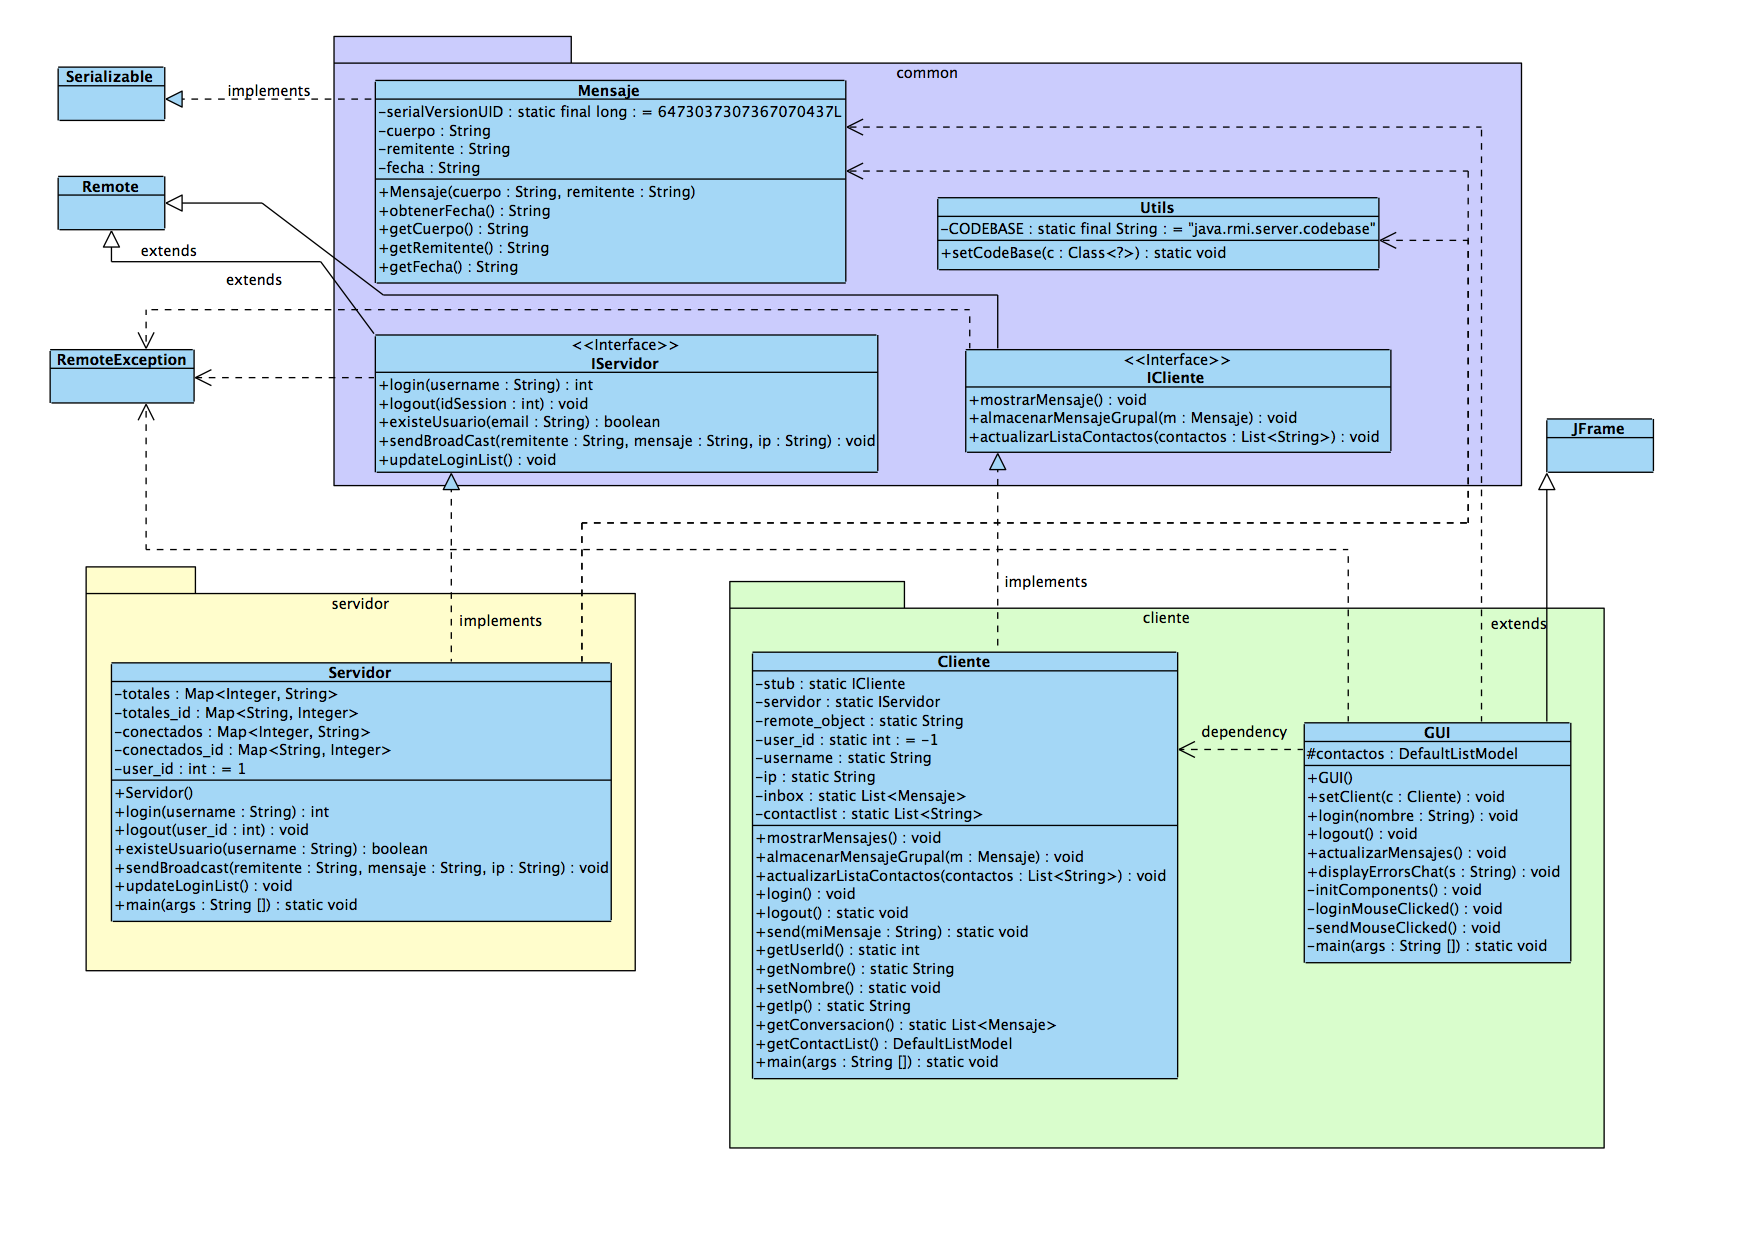 common
Serializable
implements
Mensaje
-serialVersionUID : static final long : = 6473037307367070437L
-cuerpo : String
-remitente : String
-fecha : String
+Mensaje(cuerpo : String, remitente : String)
+obtenerFecha() : String
+getCuerpo() : String
+getRemitente() : String
+getFecha() : String
Remote
extends
extends
Utils
-CODEBASE : static final String : = "java.rmi.server.codebase"
+setCodeBase(c : Class<?>) : static void
RemoteException
<<Interface>>
IServidor
+login(username : String) : int
+logout(idSession : int) : void
+existeUsuario(email : String) : boolean
+sendBroadCast(remitente : String, mensaje : String, ip : String) : void
+updateLoginList() : void
<<Interface>>
ICliente
+mostrarMensaje() : void
+almacenarMensajeGrupal(m : Mensaje) : void
+actualizarListaContactos(contactos : List<String>) : void
JFrame
servidor
implements
Servidor
-totales : Map<Integer, String>
-totales_id : Map<String, Integer>
-conectados : Map<Integer, String>
-conectados_id : Map<String, Integer>
-user_id : int : = 1
+Servidor()
+login(username : String) : int
+logout(user_id : int) : void
+existeUsuario(username : String) : boolean
+sendBroadcast(remitente : String, mensaje : String, ip : String) : void
+updateLoginList() : void
+main(args : String []) : static void
implements
cliente
extends
Cliente
-stub : static ICliente
-servidor : static IServidor
-remote_object : static String
-user_id : static int : = -1
-username : static String
-ip : static String
-inbox : static List<Mensaje>
-contactlist : static List<String>
+mostrarMensajes() : void
+almacenarMensajeGrupal(m : Mensaje) : void
+actualizarListaContactos(contactos : List<String>) : void
+login() : void
+logout() : static void
+send(miMensaje : String) : static void
+getUserId() : static int
+getNombre() : static String
+setNombre() : static void
+getIp() : static String
+getConversacion() : static List<Mensaje>
+getContactList() : DefaultListModel
+main(args : String []) : static void
dependency
GUI
#contactos : DefaultListModel
+GUI()
+setClient(c : Cliente) : void
+login(nombre : String) : void
+logout() : void
+actualizarMensajes() : void
+displayErrorsChat(s : String) : void
-initComponents() : void
-loginMouseClicked() : void
-sendMouseClicked() : void
-main(args : String []) : static void